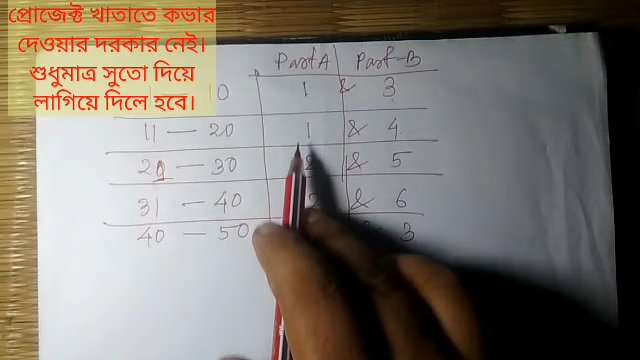 প্রোজেক্ট খাতাতে কভার
দেওয়ার দরকার নেই।
শুধুমাত্র সুতো দিয়ে
লাগিয়ে দিলে হবে।
Part A Part-B
10 1 & 3
11 — 20 1 & 4
— 30 & 5
31 — 40 2 & 6
40 — 50 3